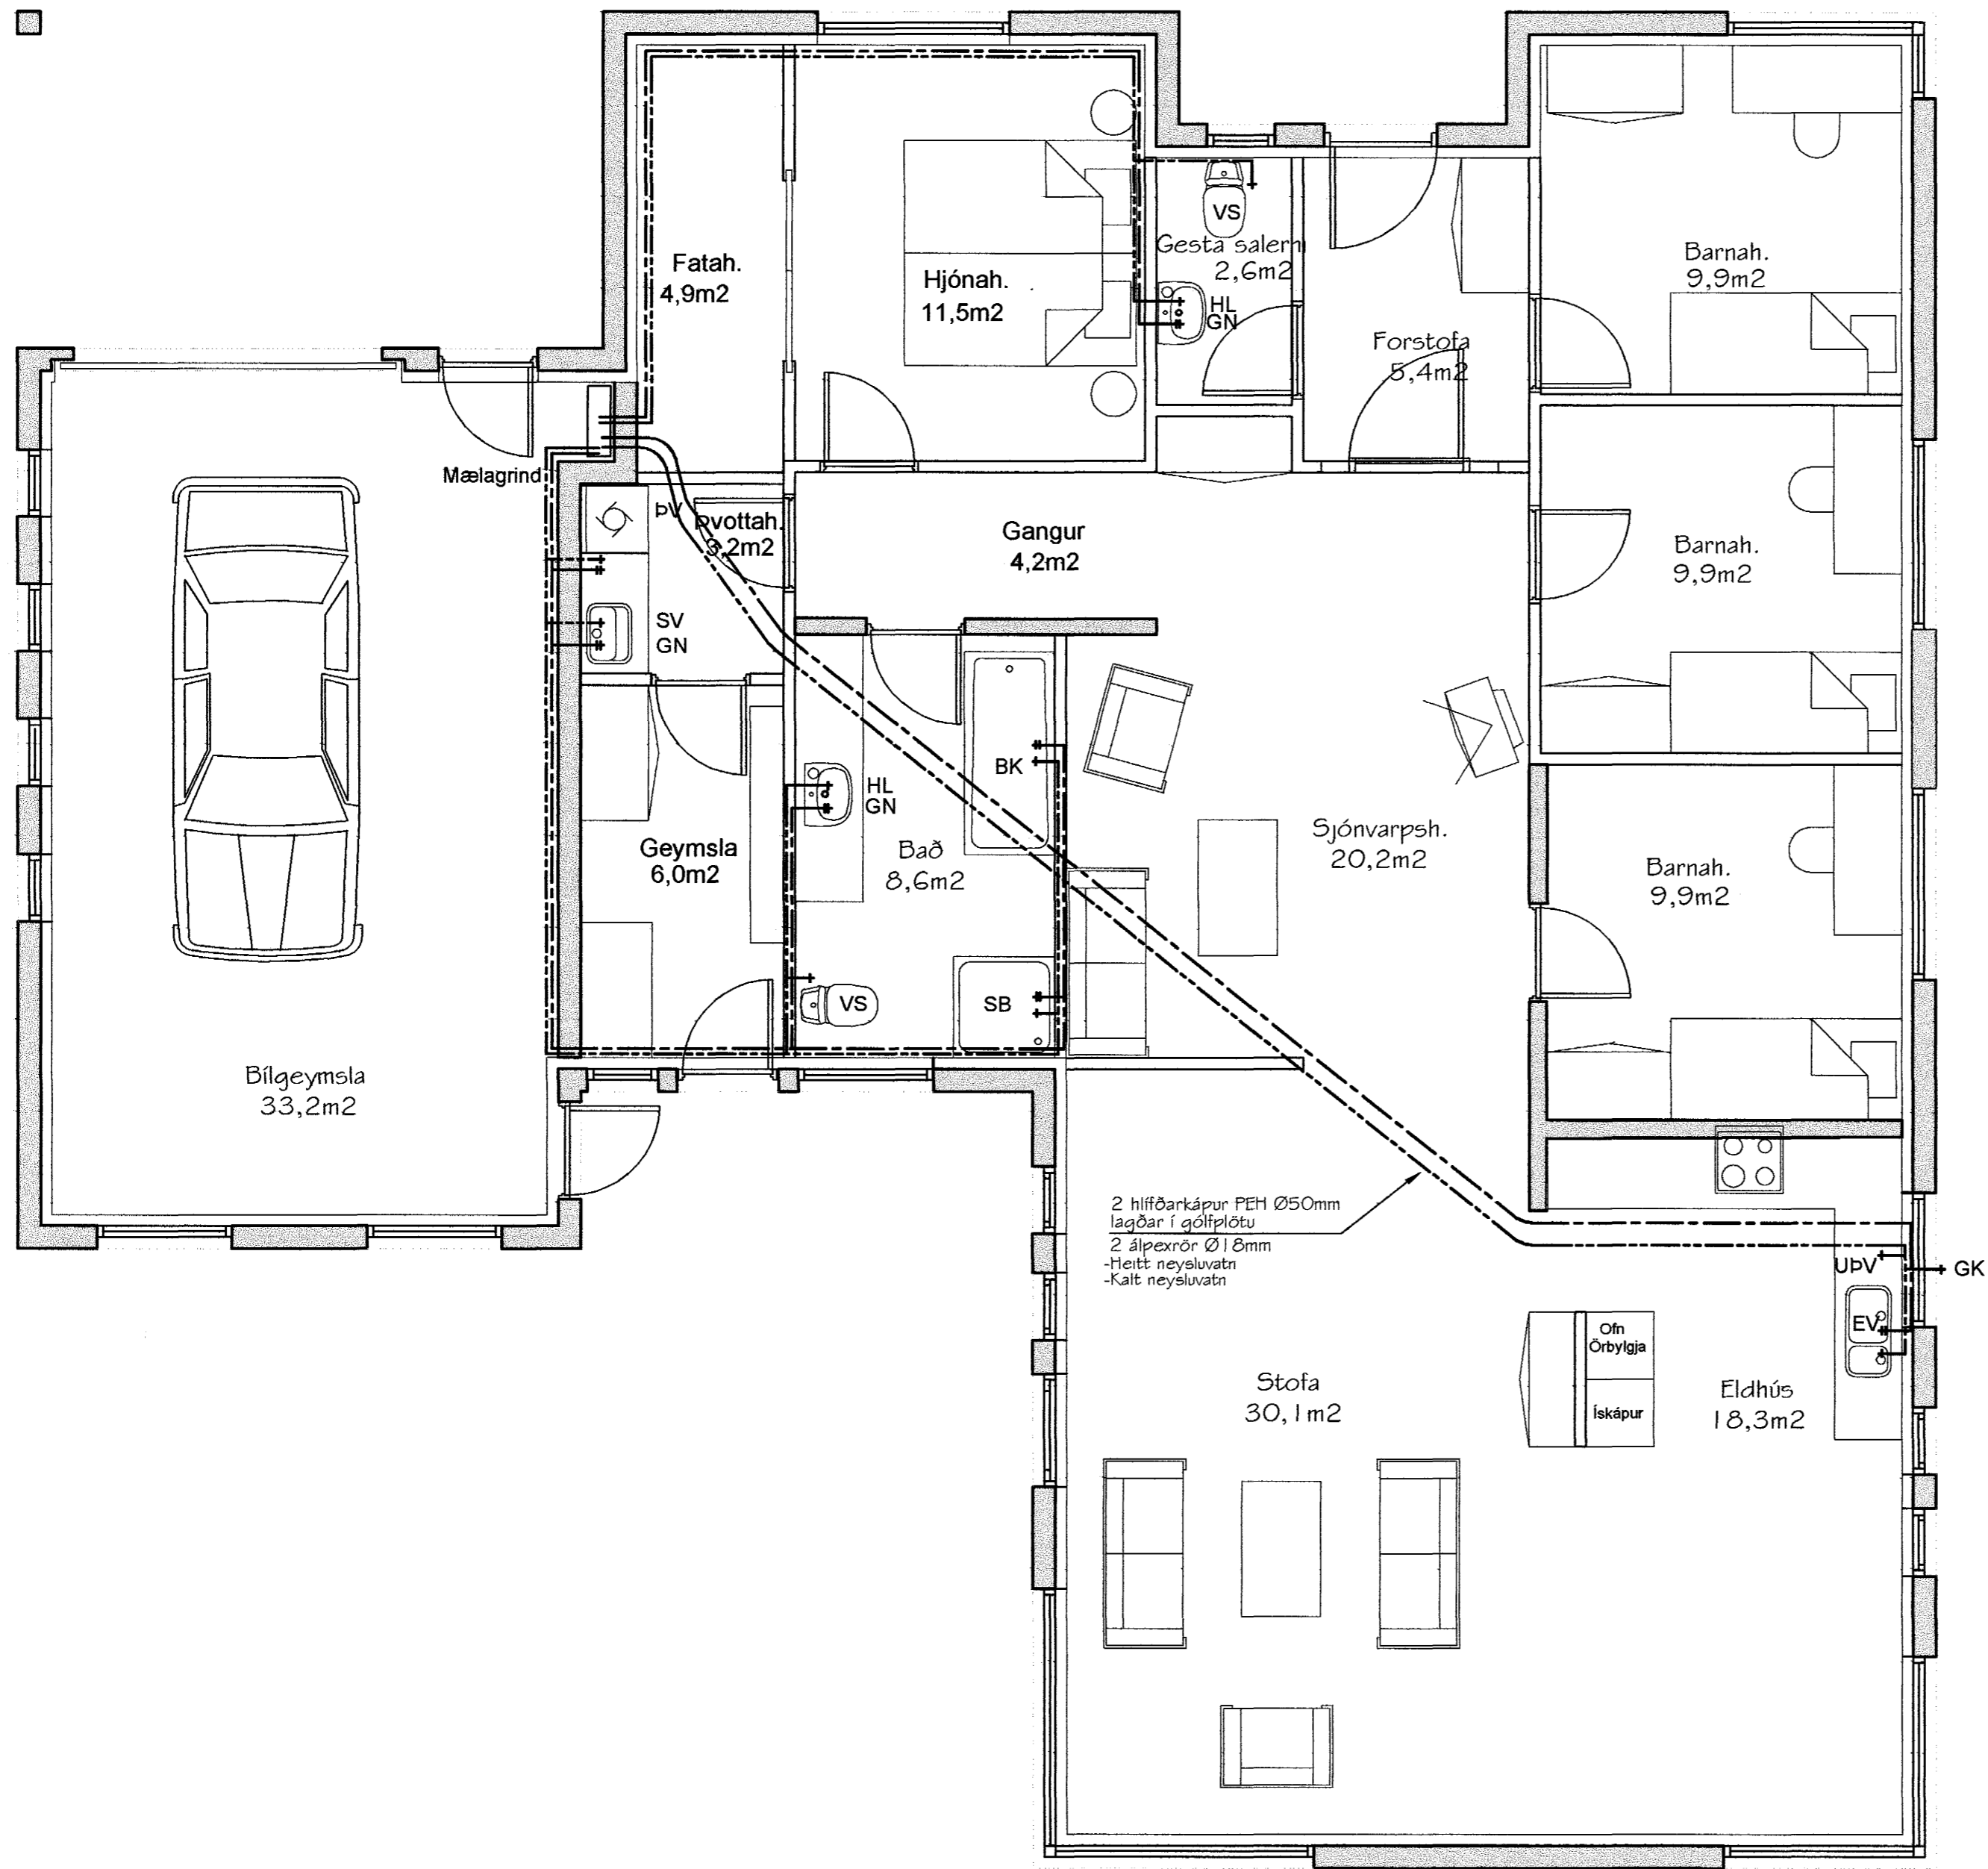 Fatah.
4,9m2
Hjónah.
11,5m2
VS
Gesta salerni
2,6m2
HL
GN
Forstofa
5,4m2
Barnah.
9,9m2
Mælagrind
ÞV
Þvottah.
3,2m2
SV
GN
Gangur
4,2m2
Barnah.
9,9m2
Geymsla
6,0m2
HL
GN
BK
Bað
8,6m2
VS
SB
Sjónvarpsh.
20,2m2
Barnah.
9,9m2
Bílgeymsla
33,2m2
2 hlífðarkápur PEH Ø50mm
lagðar í gólfplötu
2 álpexrör Ø18mm
-Heitt neysluvatn
-Kalt neysluvatn
UÞV
GK
EV
Ofn
Örbylgja
Ískápur
Stofa
30,1m2
Eldhús
18,3m2